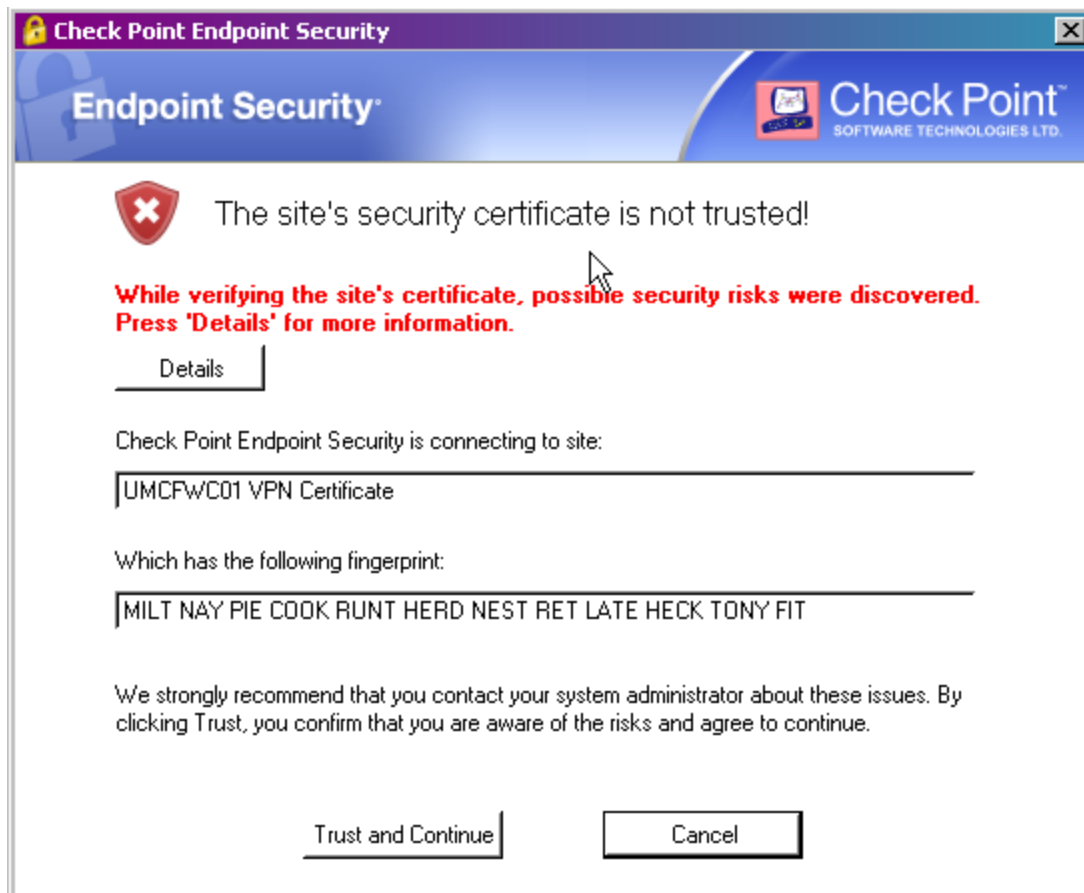 Check Point Endpoint Security
Endpoint Security
Check Point™
SOFTWARE TECHNOLOGIES LTD.
The site's security certificate is not trusted!
While verifying the site's certificate, possible security risks were discovered.
Press 'Details' for more information.
Details
Check Point Endpoint Security is connecting to site:
UMCFWC01 VPN Certificate
Which has the following fingerprint:
MILT NAY PIE COOK RUNT HERD NEST RET LATE HECK TONY FIT
We strongly recommend that you contact your system administrator about these issues. By
clicking Trust, you confirm that you are aware of the risks and agree to continue.
Trust and Continue
Cancel